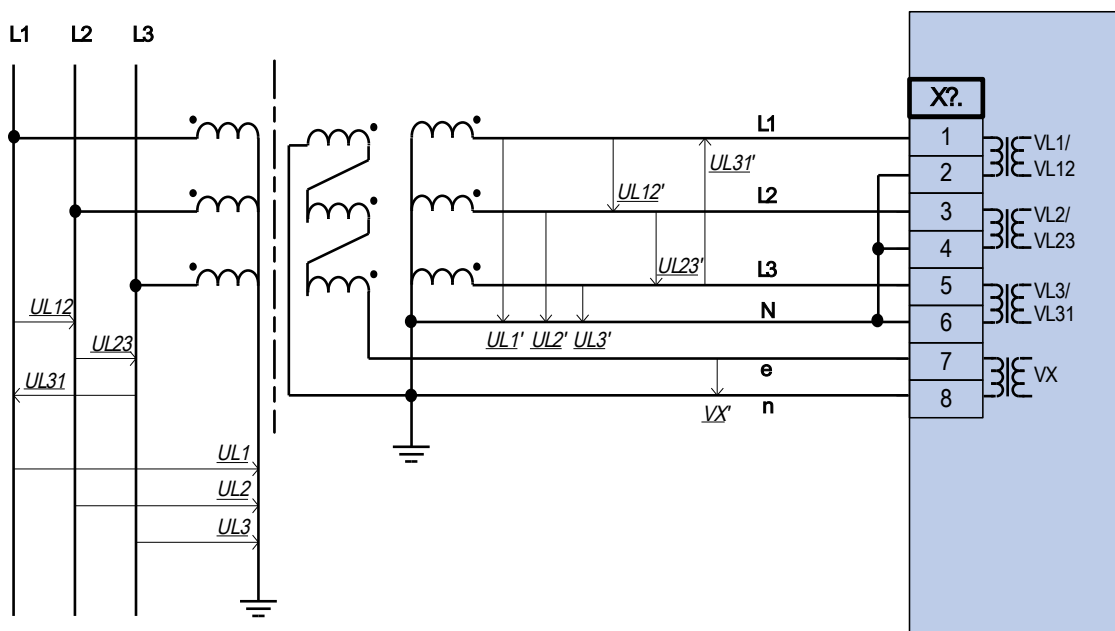 L1 L2 L3
X?.
L1
1
VL1/
UL31'
2
VL12
UL12'
L2
3
VL2/
4
VL23
UL23'
L3
5
VL3/
UL12
N
6
VL31
UL23
UL1' UL2' UL3'
7
UL31
e
VX
8
n
VX'
UL1
UL2
UL3